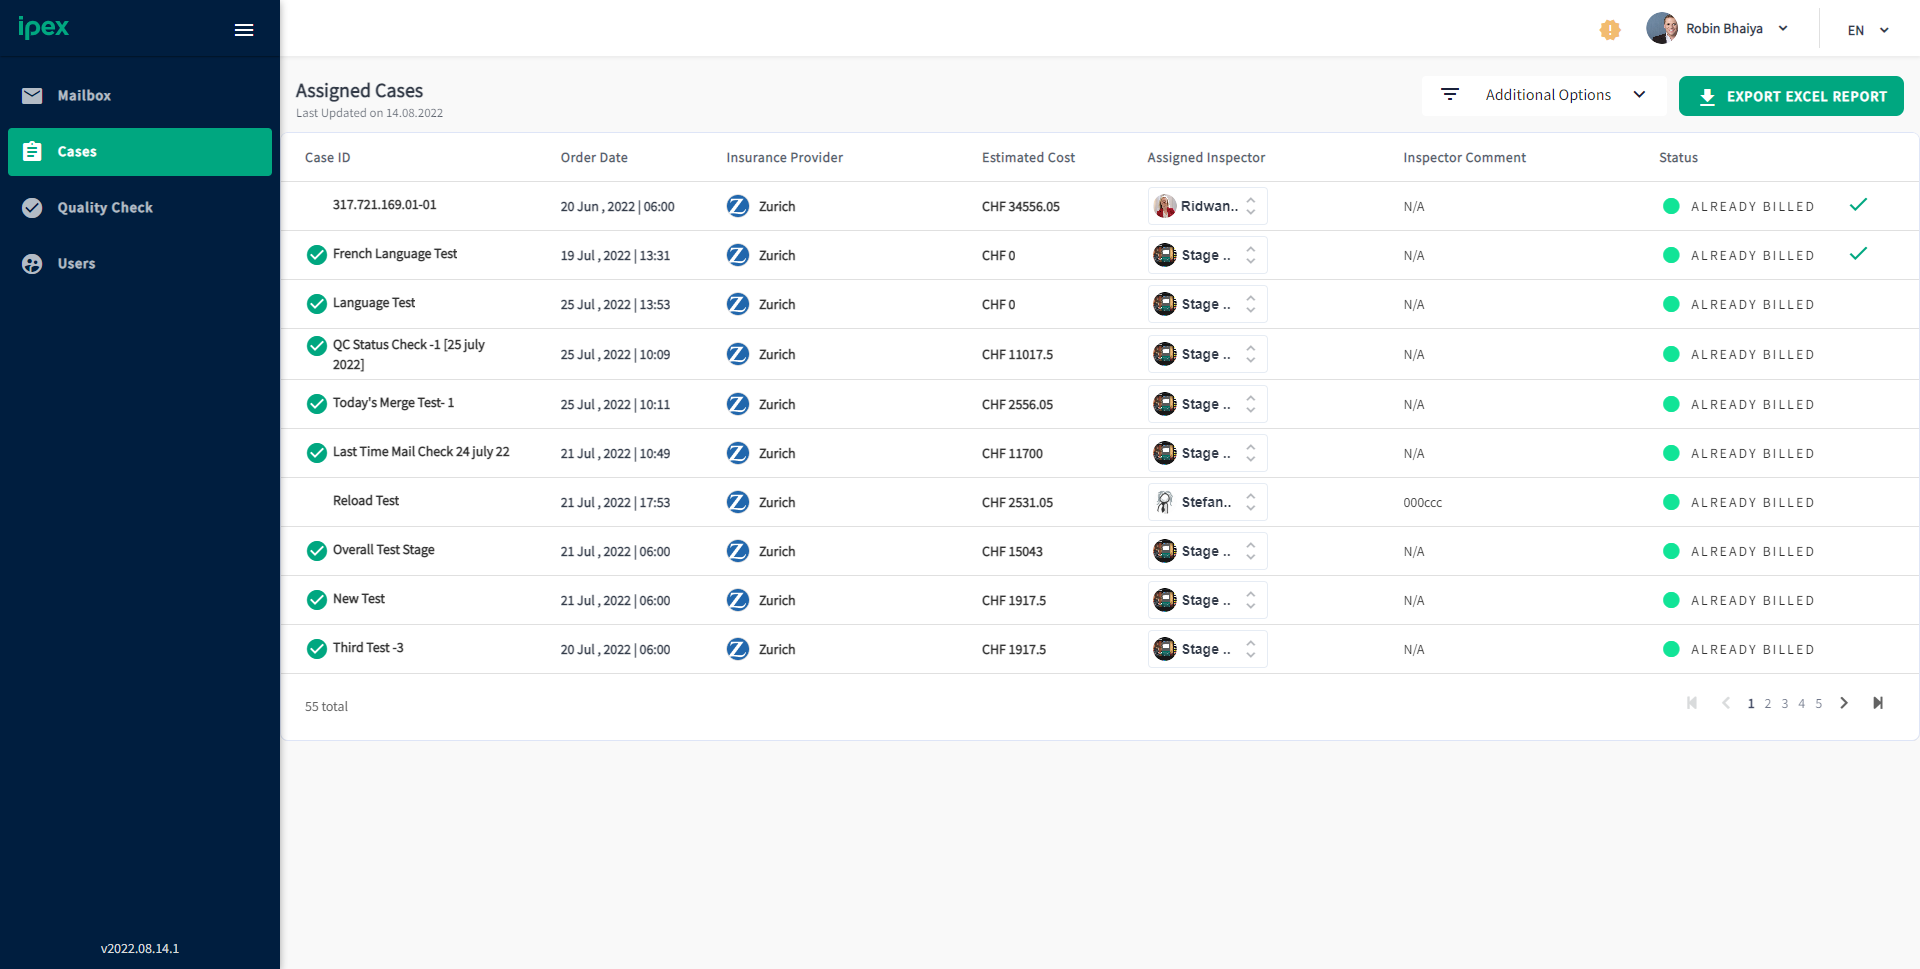 ipex
Robin Bhaiya
EN
Mailbox
Cases
Quality Check
Users
v2022.08.14.1
Assigned Cases
Last Updated on 14.08.2022
Additional Options
EXPORT EXCEL REPORT
Case ID Order Date Insurance Provider Estimated Cost Assigned Inspector Inspector Comment Status
317.721.169.01-01 20 Jun , 2022 | 06:00 Zurich CHF 34556.05 Ridwan.. N/A ALREADY BILLED
French Language Test 19 Jul , 2022 | 13:31 Zurich CHF 0 Stage .. N/A ALREADY BILLED
Language Test 25 Jul , 2022 | 13:53 Zurich CHF 0 Stage .. N/A ALREADY BILLED
QC Status Check -1 [25 july
2022] 25 Jul , 2022 | 10:09 Zurich CHF 11017.5 Stage .. N/A ALREADY BILLED
Today's Merge Test- 1 25 Jul , 2022 | 10:11 Zurich CHF 2556.05 Stage .. N/A ALREADY BILLED
Last Time Mail Check 24 july 22 21 Jul , 2022 | 10:49 Zurich CHF 11700 Stage .. N/A ALREADY BILLED
Reload Test 21 Jul , 2022 | 17:53 Zurich CHF 2531.05 Stefan.. 000ccc ALREADY BILLED
Overall Test Stage 21 Jul , 2022 | 06:00 Zurich CHF 15043 Stage .. N/A ALREADY BILLED
New Test 21 Jul , 2022 | 06:00 Zurich CHF 1917.5 Stage .. N/A ALREADY BILLED
Third Test -3 20 Jul , 2022 | 06:00 Zurich CHF 1917.5 Stage .. N/A ALREADY BILLED
55 total
1 2 3 4 5